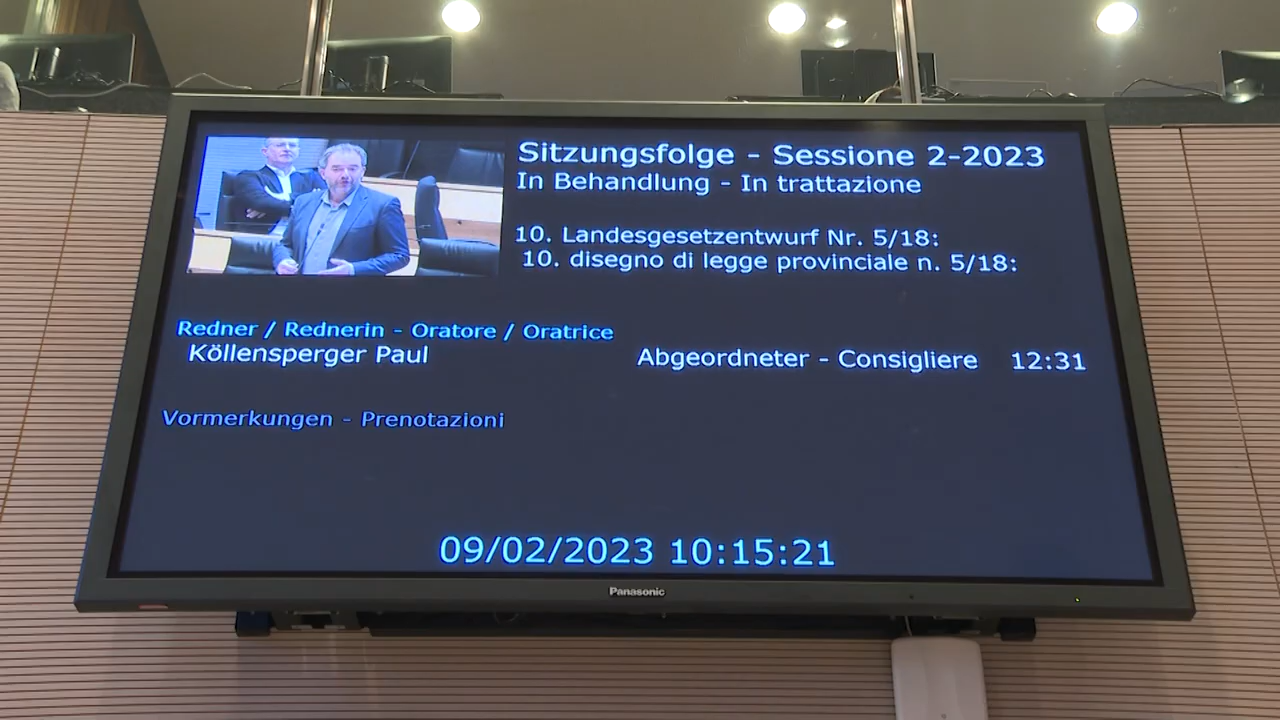 Sitzungsfolge - Sessione 2-2023
In Behandlung - In trattazione
10. Landesgesetzentwurf Nr. 5/18:
10. disegno di legge provinciale n. 5/18:
Redner / Rednerin - Oratore / Oratrice
Köllensperger Paul Abgeordneter - Consigliere 12:31
Vormerkungen - Prenotazioni
09/02/2023 10:15:21
Panasonic